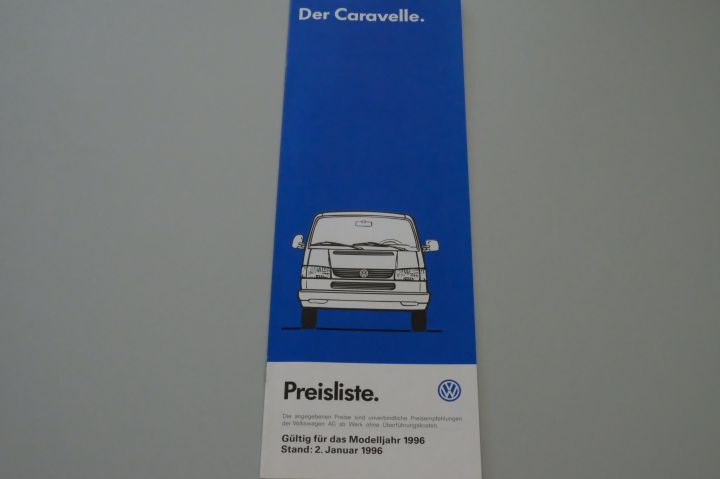 Der Caravelle.
Preisliste.
Die angegebenen Preise sind unverbindliche Preisempfehlungen
der Volkswagen AG ab Werk ohne Überführungskosten.
Gültig für das Modelljahr 1996
Stand: 2. Januar 1996